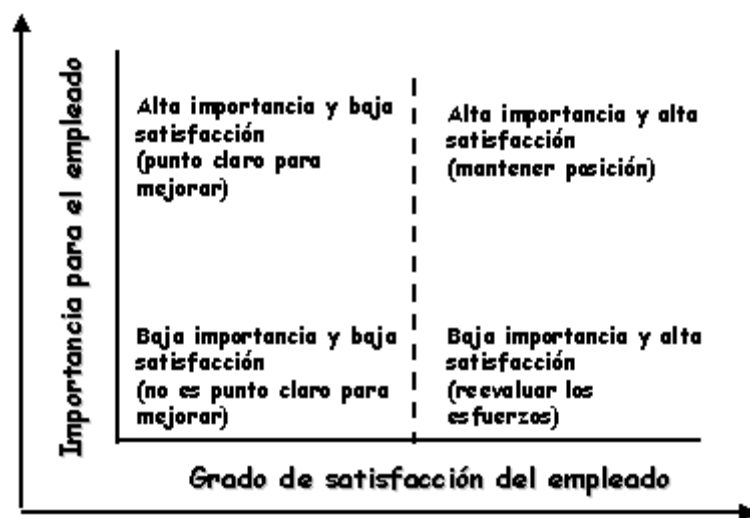 Importancia para el empleado
Alta importancia y baja
satisfacción
(punto claro para
mejorar)
Alta importancia y alta
satisfacción
(mantener posición)
Baja importancia y baja
satisfacción
(no es punto claro para
mejorar)
Baja importancia y alta
satisfacción
(reevaluar los
esfuerzos)
Grado de satisfacción del empleado